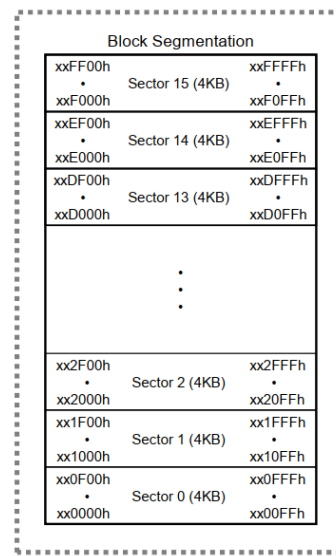 Block Segmentation
xxFF00h xxFFFFh
• Sector 15 (4KB) •
xxF000h xxF0FFh
xxEF00h xxEFFFh
• Sector 14 (4KB) •
xxE000h xxE0FFh
xxDF00h xxDFFFh
• Sector 13 (4KB) •
xxD000h xxD0FFh
•
•
•
xx2F00h xx2FFFh
• Sector 2 (4KB) •
xx2000h xx20FFh
xx1F00h xx1FFFh
• Sector 1 (4KB) •
xx1000h xx10FFh
xx0F00h xx0FFFh
• Sector 0 (4KB) •
xx0000h xx00FFh